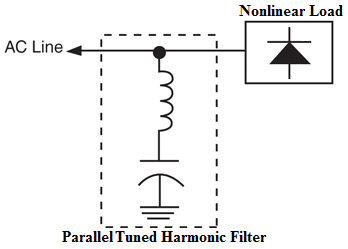 Nonlinear Load
AC Line
Parallel Tuned Harmonic Filter